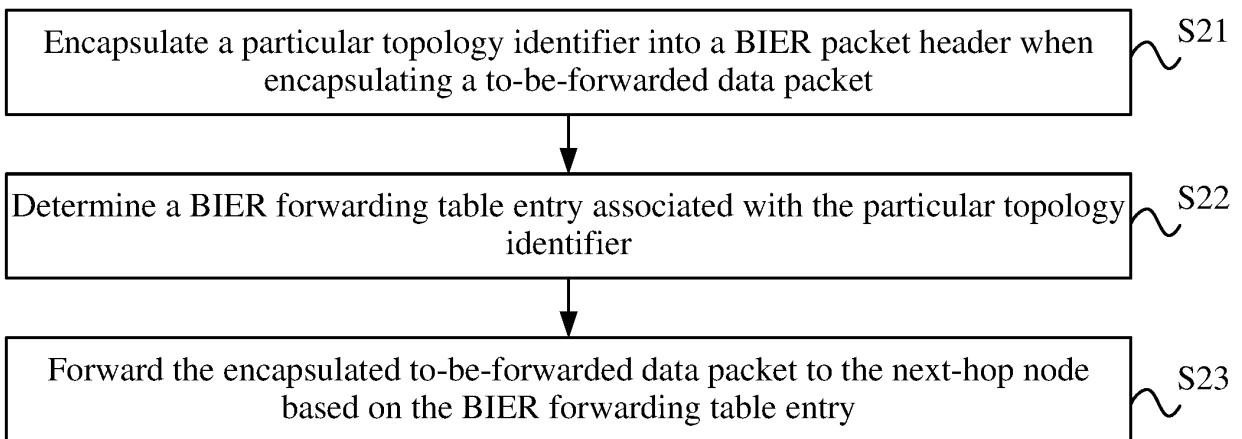 Encapsulate a particular topology identifier into a BIER packet header when
encapsulating a to-be-forwarded data packet
S21
Determine a BIER forwarding table entry associated with the particular topology
identifier
S22
Forward the encapsulated to-be-forwarded data packet to the next-hop node
based on the BIER forwarding table entry
S23